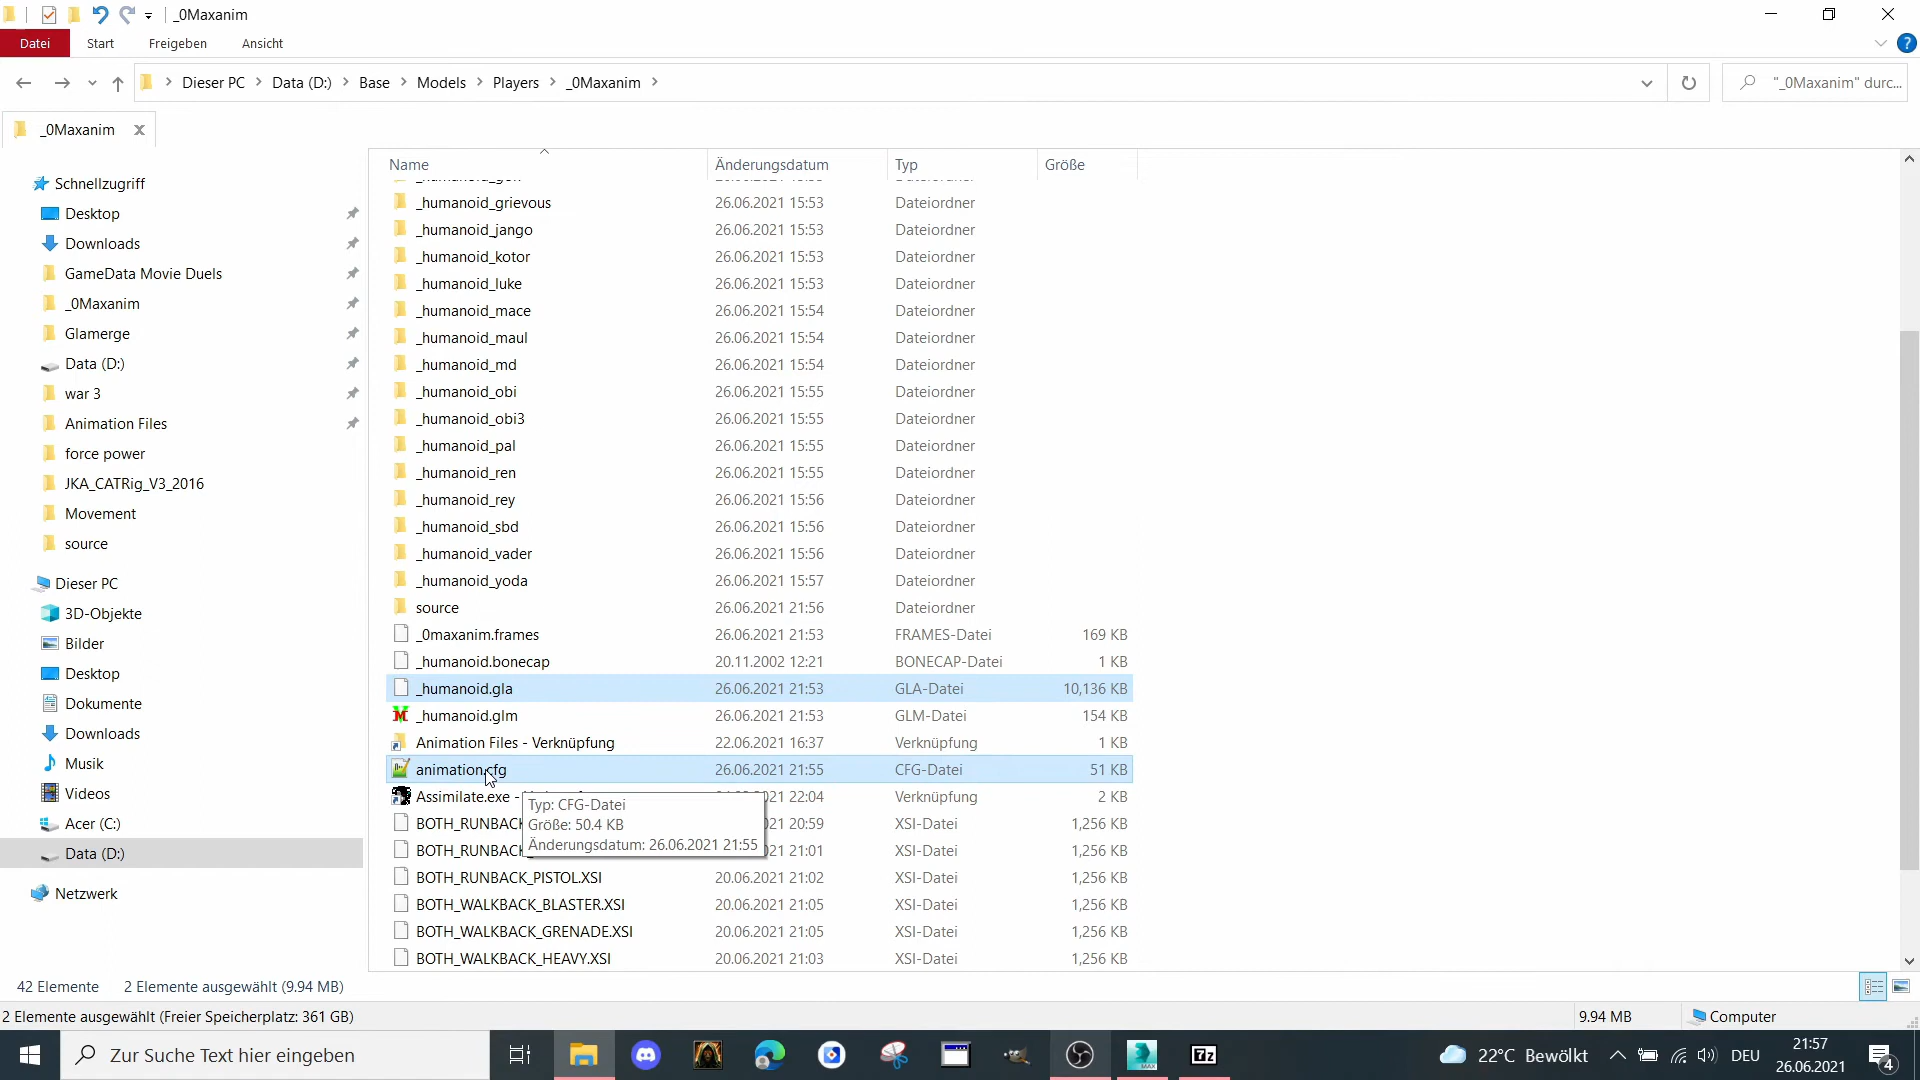 _0Maxanim
Datei
Start
Freigeben
Ansicht
Dieser PC
Data (D:)
Base
Models
Players
_0Maxanim
"_0Maxanim" durc...
_0Maxanim
Schnellzugriff
Desktop
Downloads
GameData Movie Duels
_0Maxanim
Glamerge
Data (D:)
war 3
Animation Files
force power
JKA_CATRig_V3_2016
Movement
source
Dieser PC
3D-Objekte
Bilder
Desktop
Dokumente
Downloads
Musik
Videos
Acer (C:)
Data (D:)
Netzwerk
Name Änderungsdatum Typ Größe
_humanoid_grievous 26.06.2021 15:53 Dateiordner
_humanoid_jango 26.06.2021 15:53 Dateiordner
_humanoid_kotor 26.06.2021 15:53 Dateiordner
_humanoid_luke 26.06.2021 15:53 Dateiordner
_humanoid_mace 26.06.2021 15:54 Dateiordner
_humanoid_maul 26.06.2021 15:54 Dateiordner
_humanoid_md 26.06.2021 15:54 Dateiordner
_humanoid_obi 26.06.2021 15:55 Dateiordner
_humanoid_obi3 26.06.2021 15:55 Dateiordner
_humanoid_pal 26.06.2021 15:55 Dateiordner
_humanoid_ren 26.06.2021 15:55 Dateiordner
_humanoid_rey 26.06.2021 15:56 Dateiordner
_humanoid_sbd 26.06.2021 15:56 Dateiordner
_humanoid_vader 26.06.2021 15:56 Dateiordner
_humanoid_yoda 26.06.2021 15:57 Dateiordner
source 26.06.2021 21:56 Dateiordner
_0maxanim.frames 26.06.2021 21:53 FRAMES-Datei 169 KB
_humanoid.bonecap 20.11.2002 12:21 BONECAP-Datei 1 KB
_humanoid.gla 26.06.2021 21:53 GLA-Datei 10,136 KB
_humanoid.glm 26.06.2021 21:53 GLM-Datei 154 KB
Animation Files - Verknüpfung 22.06.2021 16:37 Verknüpfung 1 KB
animation.cfg 26.06.2021 21:55 CFG-Datei 51 KB
Assimilate.exe - 22:04 Verknüpfung 2 KB
BOTH_RUNBACK 20:59 XSI-Datei 1,256 KB
BOTH_RUNBACK_ 21:01 XSI-Datei 1,256 KB
BOTH_RUNBACK_PISTOL.XSI 20.06.2021 21:02 XSI-Datei 1,256 KB
BOTH_WALKBACK_BLASTER.XSI 20.06.2021 21:05 XSI-Datei 1,256 KB
BOTH_WALKBACK_GRENADE.XSI 20.06.2021 21:05 XSI-Datei 1,256 KB
BOTH_WALKBACK_HEAVY.XSI 20.06.2021 21:03 XSI-Datei 1,256 KB
Typ: CFG-Datei
Größe: 50.4 KB
Änderungsdatum: 26.06.2021 21:55
42 Elemente 2 Elemente ausgewählt (9.94 MB)
2 Elemente ausgewählt (Freier Speicherplatz: 361 GB) 9.94 MB Computer
Zur Suche Text hier eingeben
7z
22°C Bewölkt
DEU
21:57
26.06.2021
4